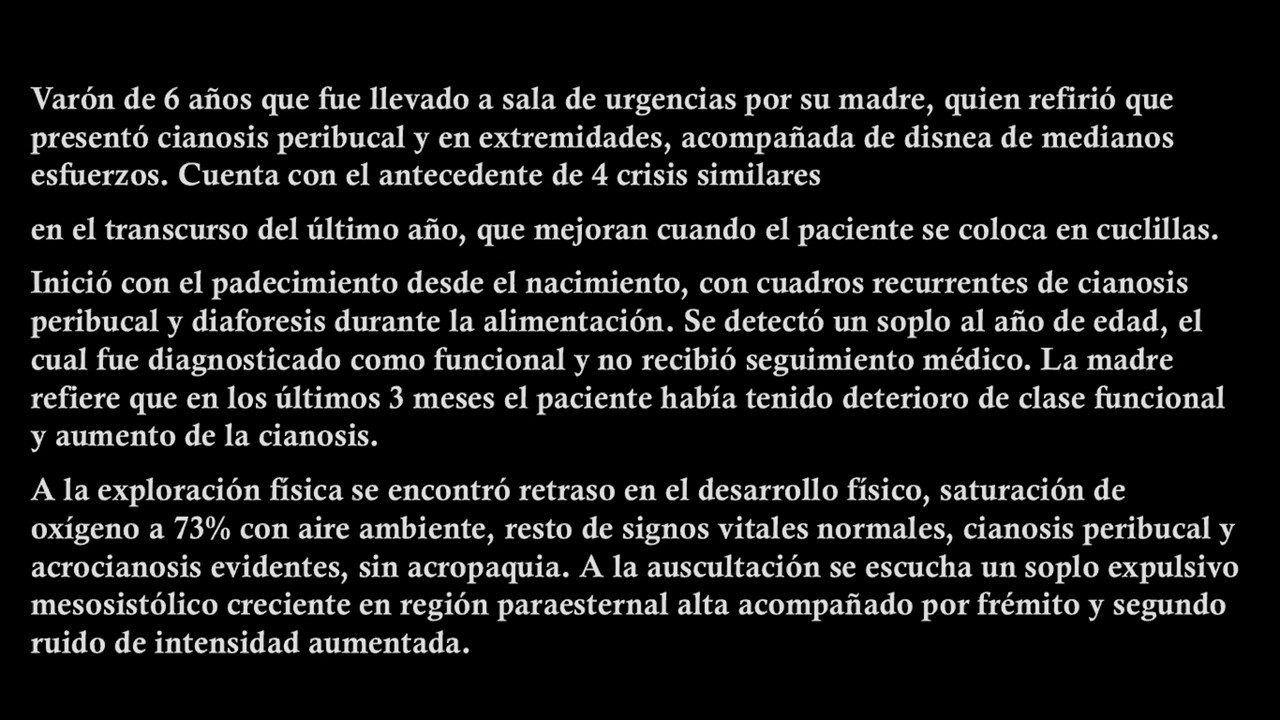 Varón de 6 años que fue llevado a sala de urgencias por su madre, quien refirió que
presentó cianosis peribucal y en extremidades, acompañada de disnea de medianos
esfuerzos. Cuenta con el antecedente de 4 crisis similares
en el transcurso del último año, que mejoran cuando el paciente se coloca en cuclillas.
Inició con el padecimiento desde el nacimiento, con cuadros recurrentes de cianosis
peribucal y diaforesis durante la alimentación. Se detectó un soplo al año de edad, el
cual fue diagnosticado como funcional y no recibió seguimiento médico. La madre
refiere que en los últimos 3 meses el paciente había tenido deterioro de clase funcional
y aumento de la cianosis.
A la exploración física se encontró retraso en el desarrollo físico, saturación de
oxígeno a 73% con aire ambiente, resto de signos vitales normales, cianosis peribucal y
acrocianosis evidentes, sin acropaquia. A la auscultación se escucha un soplo expulsivo
mesosistólico creciente en región paraesternal alta acompañado por frémito y segundo
ruido de intensidad aumentada.